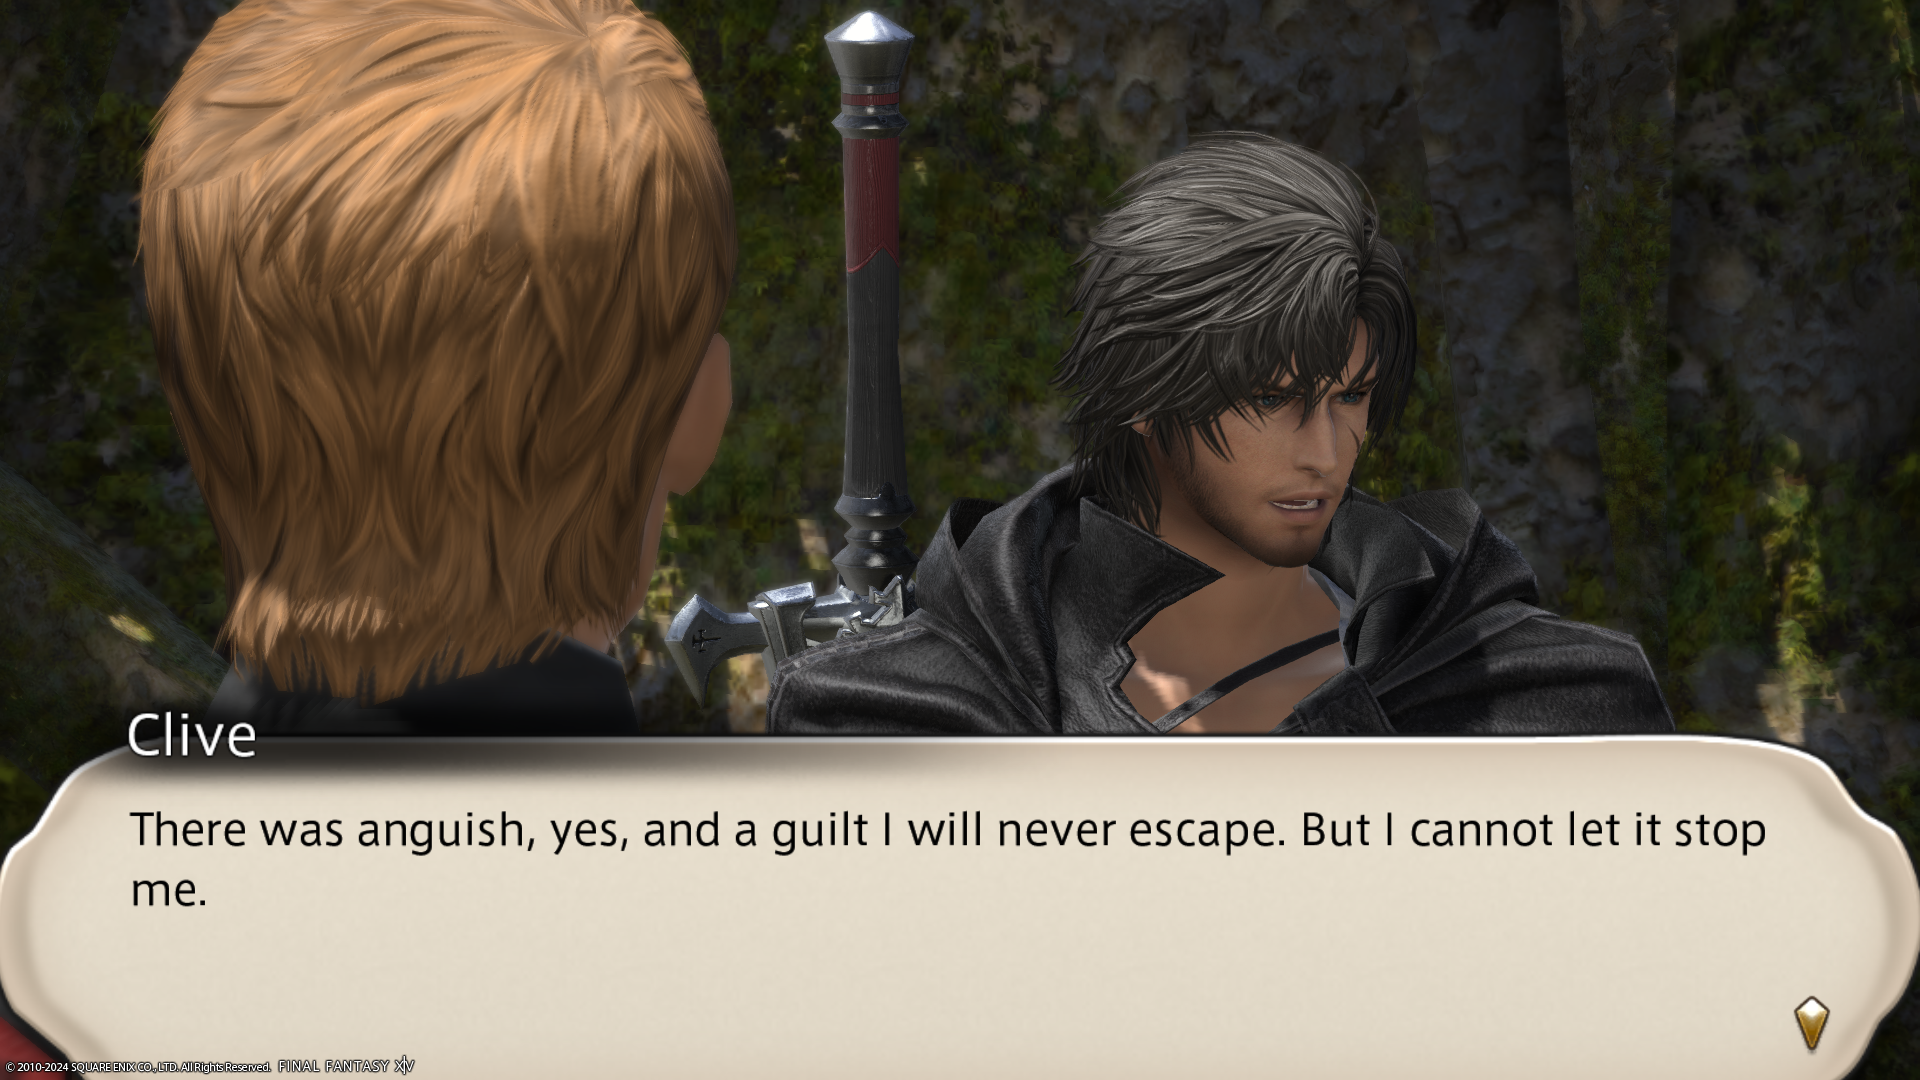 Clive
There was anguish, yes, and a guilt I will never escape. But I cannot let it stop
me.
© 2010-2024 SQUARE ENIX CO., LTD. All Rights Reserved. FINAL FANTASY XIV